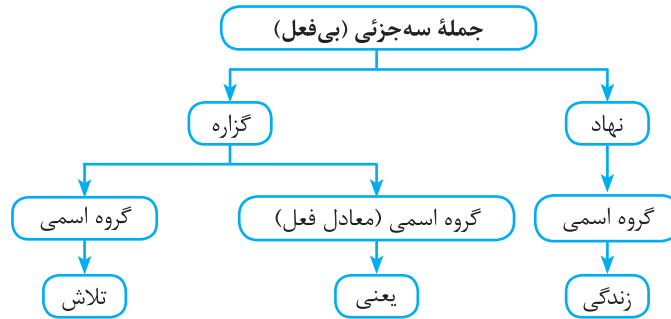 جملهٔ سه‌جزئی (بی‌فعل)
نهاد
گزاره
گروه اسمی
گروه اسمی (معادل فعل)
گروه اسمی
زندگی
یعنی
تلاش